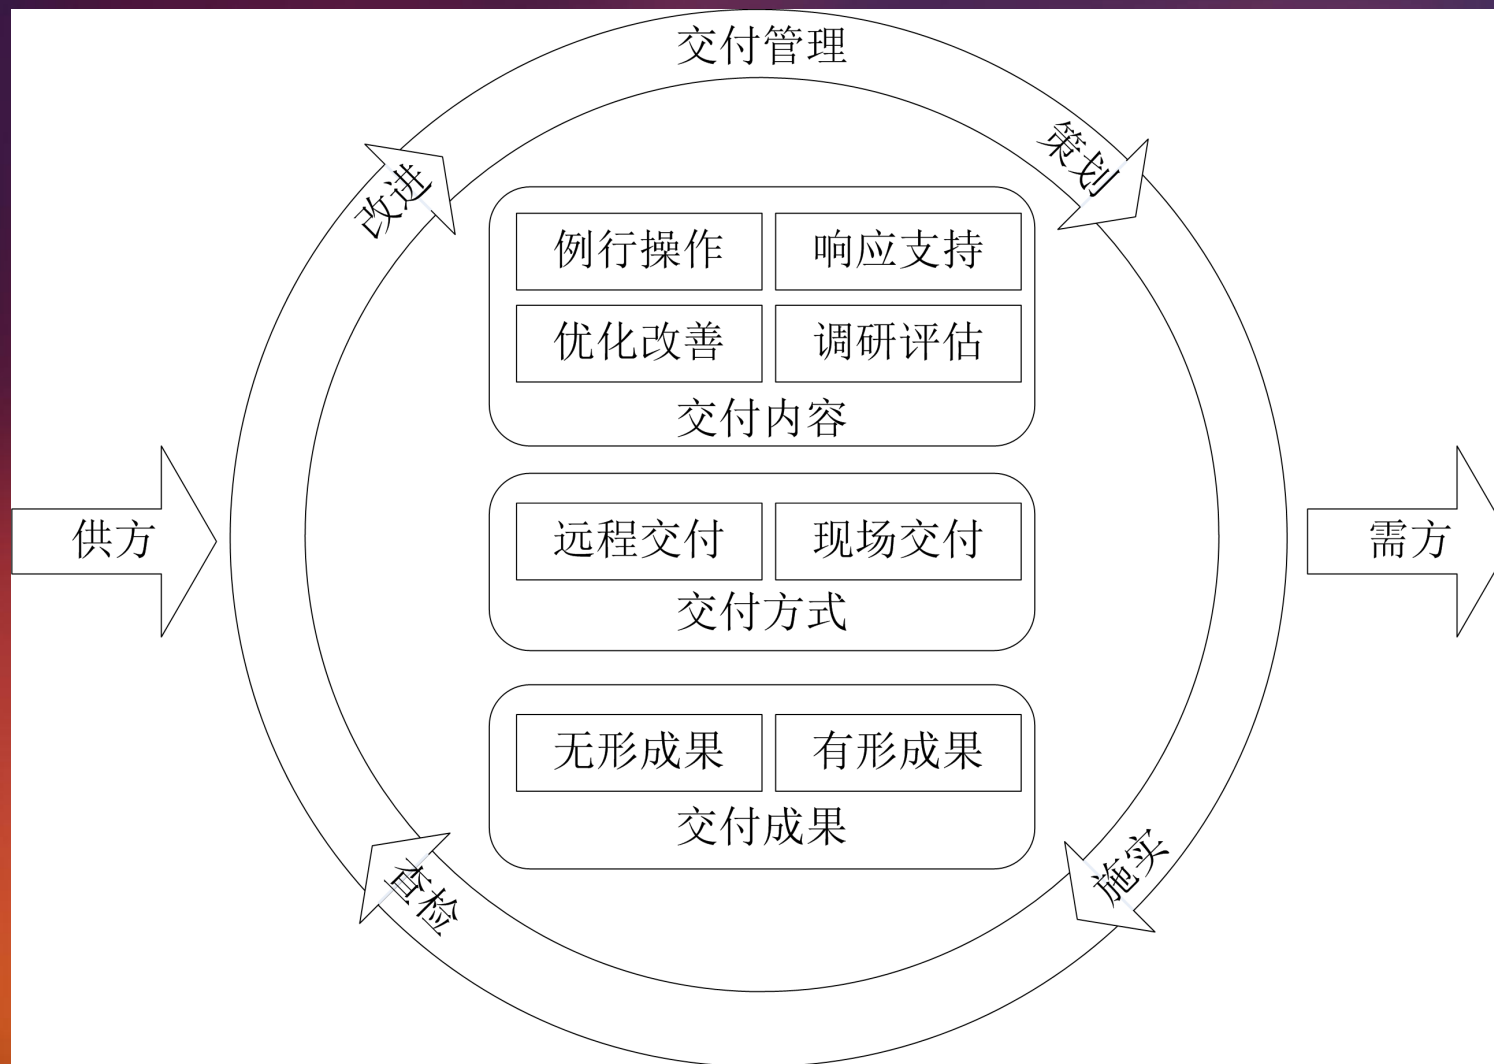 交付管理
策划
改进
例行操作
响应支持
优化改善
调研评估
交付内容
供方
远程交付
现场交付
交付方式
需方
无形成果
有形成果
交付成果
施实
查检